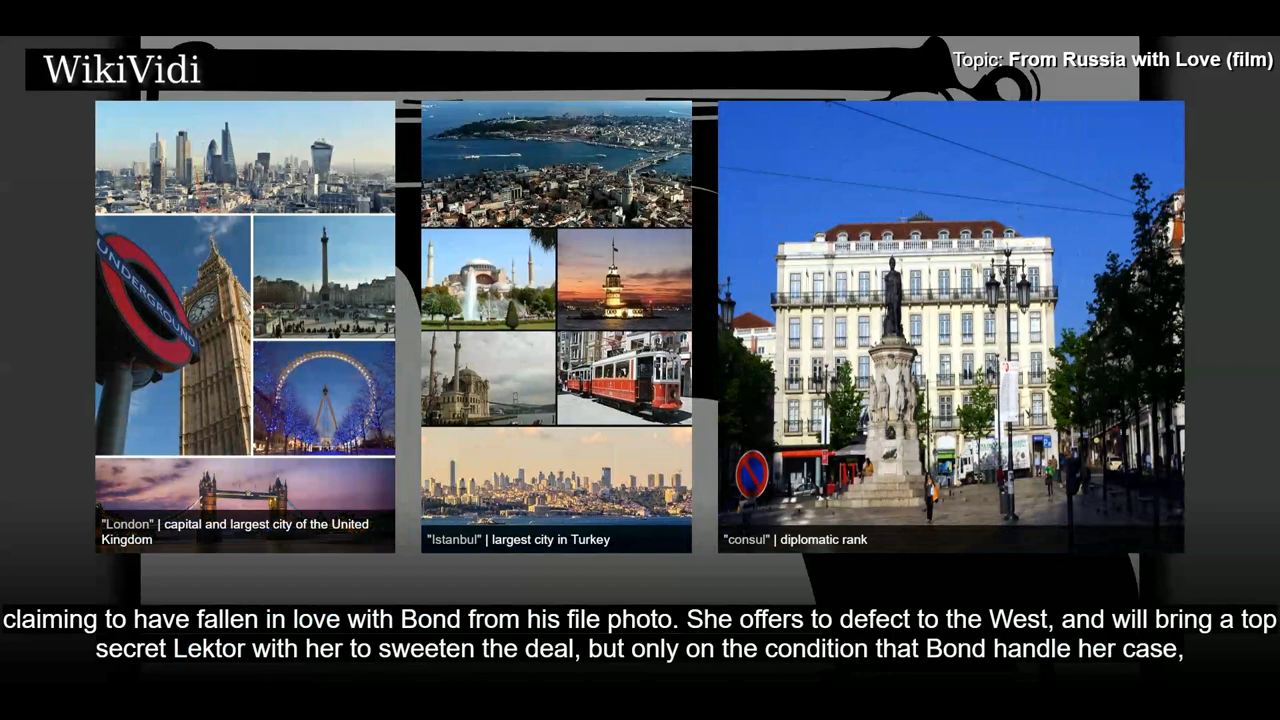 WikiVidi
Topic: From Russia with Love (film)
UNDERGROUND
"London" | capital and largest city of the United
Kingdom
"Istanbul" | largest city in Turkey
"consul" | diplomatic rank
claiming to have fallen in love with Bond from his file photo. She offers to defect to the West, and will bring a top
secret Lektor with her to sweeten the deal, but only on the condition that Bond handle her case,